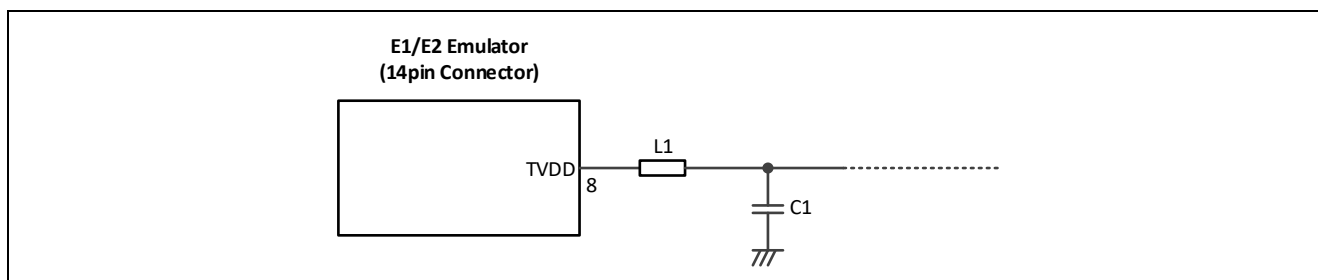 E1/E2 Emulator
(14pin Connector)
L1
TVDD
8
C1